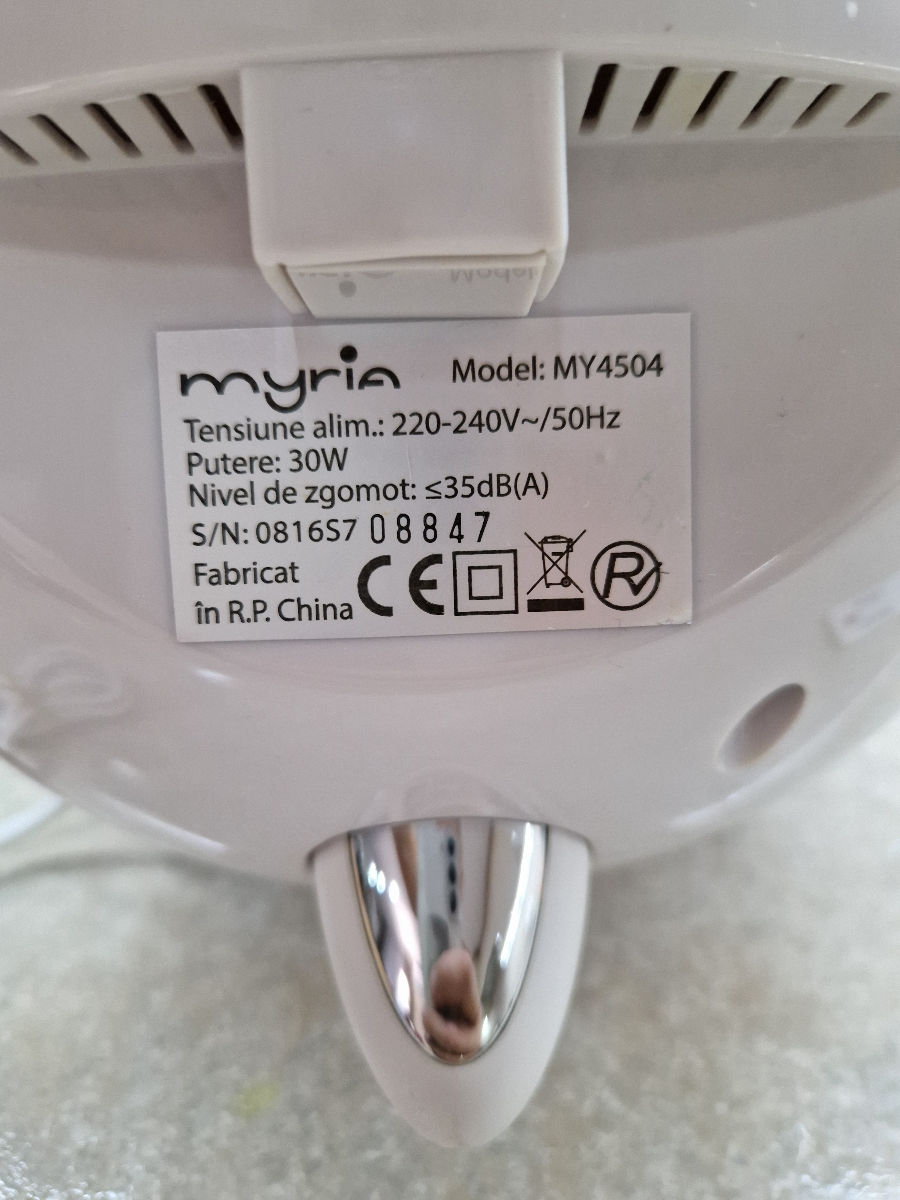 myria Model: MY4504
Tensiune alim.: 220-240V~/50Hz
Putere: 30W
Nivel de zgomot: ≤35dB(A)
S/N: 0816S7 08847
Fabricat
în R.P. China CE R